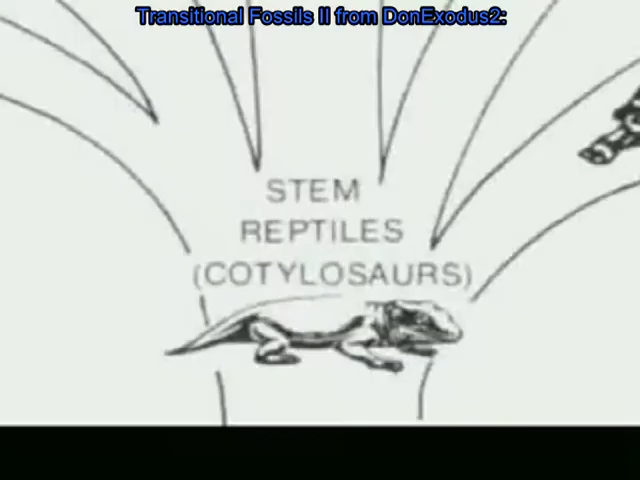 Transitional Fossils II from DonExodus2:
STEM
REPTILES
(COTYLOSAURS)